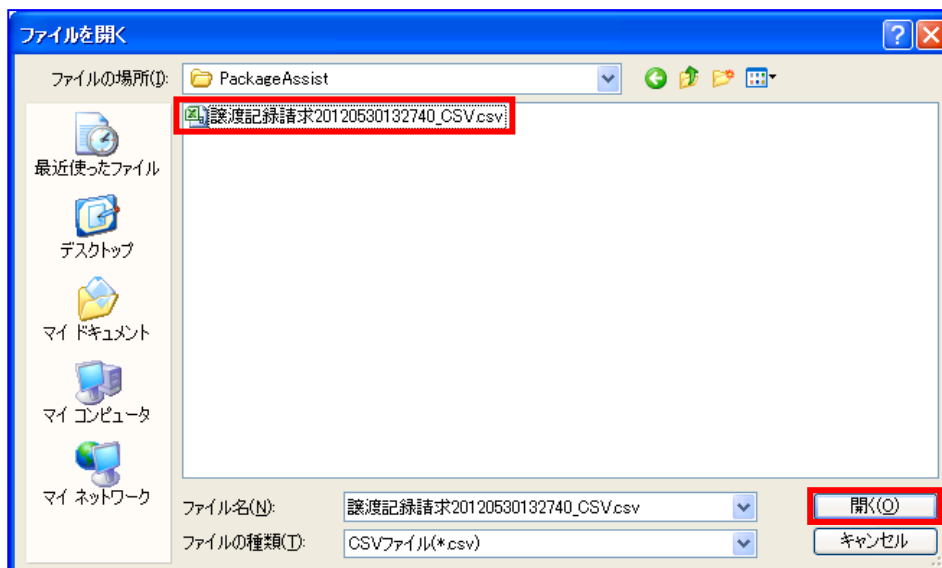 ファイルを開く
ファイルの場所(I): PackageAssist
譲渡記録請求20120530132740_CSV.csv
最近使ったファイル
デスクトップ
マイ ドキュメント
マイ コンピュータ
マイ ネットワーク
ファイル名(N): 譲渡記録請求20120530132740_CSV.csv 開く(O)
ファイルの種類(T): CSVファイル(*.csv) キャンセル